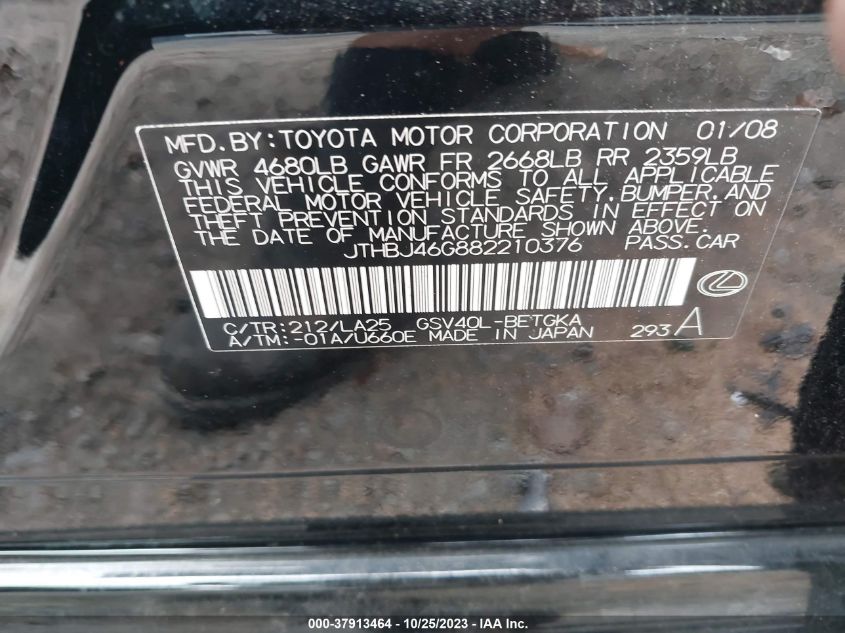 MFD. BY: TOYOTA MOTOR CORPORATION 01/08
GVWR 4680LB GAWR FR 2668LB RR 2359LB
THIS VEHICLE CONFORMS TO ALL APPLICABLE
FEDERAL MOTOR VEHICLE SAFETY, BUMPER, AND
THEFT PREVENTION STANDARDS IN EFFECT ON
THE DATE OF MANUFACTURE SHOWN ABOVE.
JTHBJ46G882210376 PASS. CAR
C/TR: 212/LA25 GSV40L-BETGKA
A/TM: -01A/U660E MADE IN JAPAN 293 A
000-37913464 - 10/25/2023 - IAA Inc.